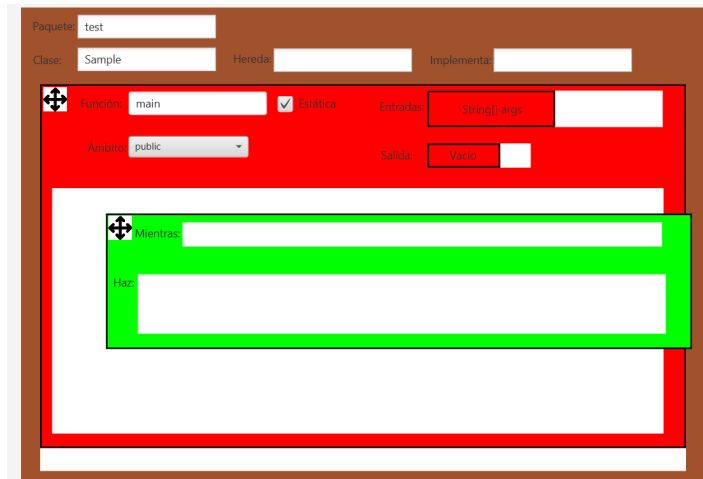 Paquete: test
Clase: Sample Hereda: Implementa:
Función: main Estática Entradas: String[] args
Ámbito: public Salida: Vacío
Mientras:
Haz: